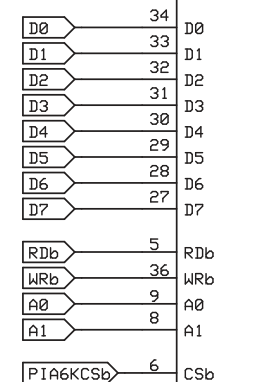 D0 34 D0
D1 33 D1
D2 32 D2
D3 31 D3
D4 30 D4
D5 29 D5
D6 28 D6
D7 27 D7
RDb 5 RDb
WRb 36 WRb
A0 9 A0
A1 8 A1
PIA6KCSb 6 CSb